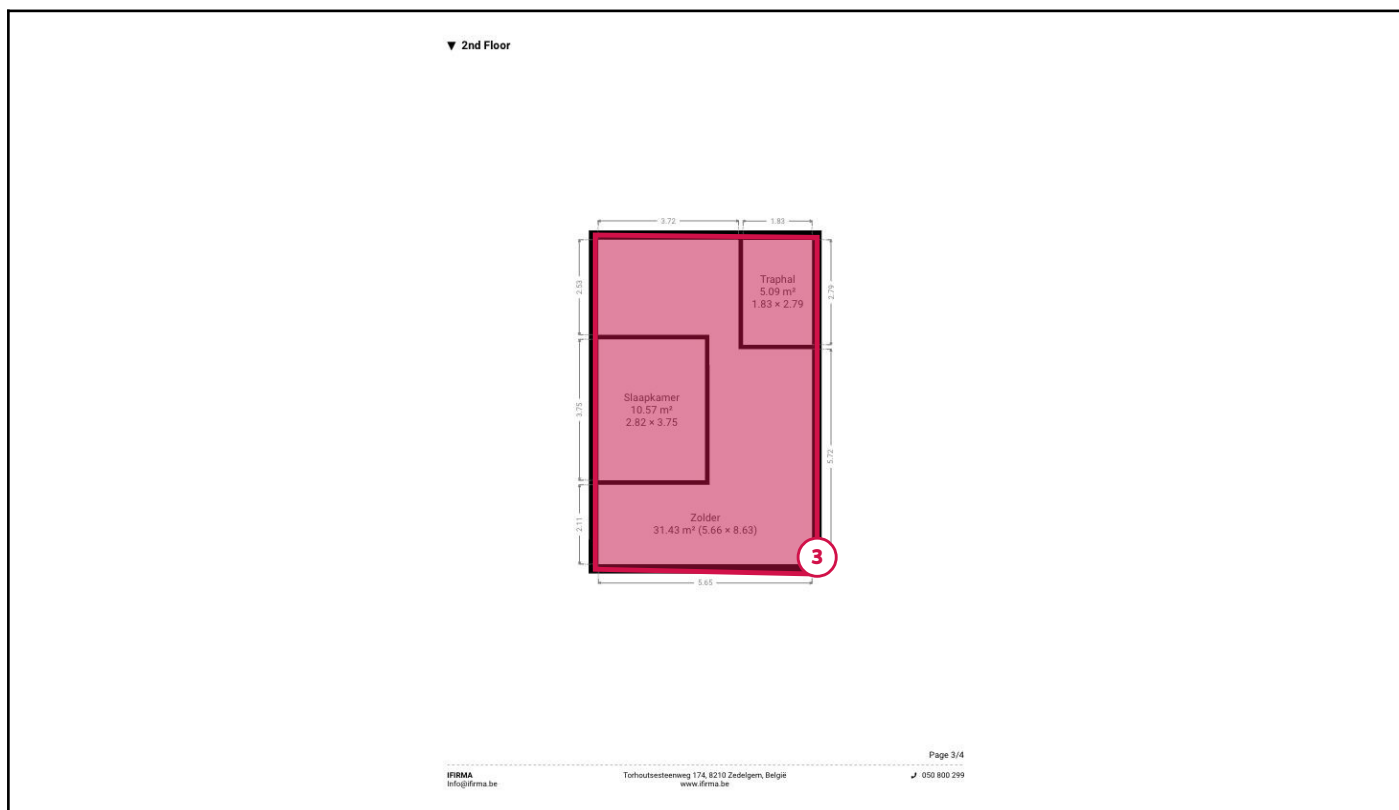 ▼ 2nd Floor
3.72
1.83
2.53
Traphal
5.09 m²
1.83 × 2.79
2.79
3.75
Slaapkamer
10.57 m²
2.82 × 3.75
5.72
2.11
Zolder
31.43 m² (5.66 × 8.63)
3
5.65
Page 3/4
IFIRMA
Info@ifirma.be
Torhoutsesteenweg 174, 8210 Zedelgem, België
www.ifirma.be
050 800 299